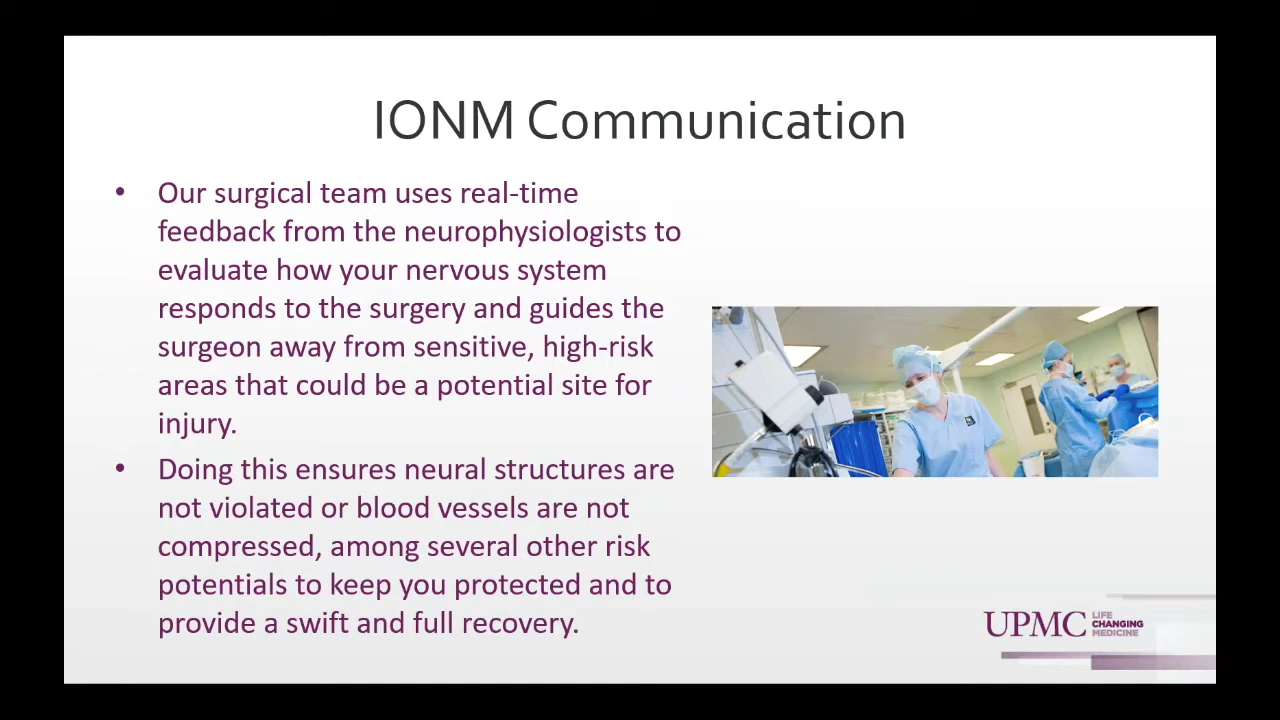 IONM Communication
• Our surgical team uses real-time
feedback from the neurophysiologists to
evaluate how your nervous system
responds to the surgery and guides the
surgeon away from sensitive, high-risk
areas that could be a potential site for
injury.
• Doing this ensures neural structures are
not violated or blood vessels are not
compressed, among several other risk
potentials to keep you protected and to
provide a swift and full recovery.
UPMC
LIFE
CHANGING
MEDICINE